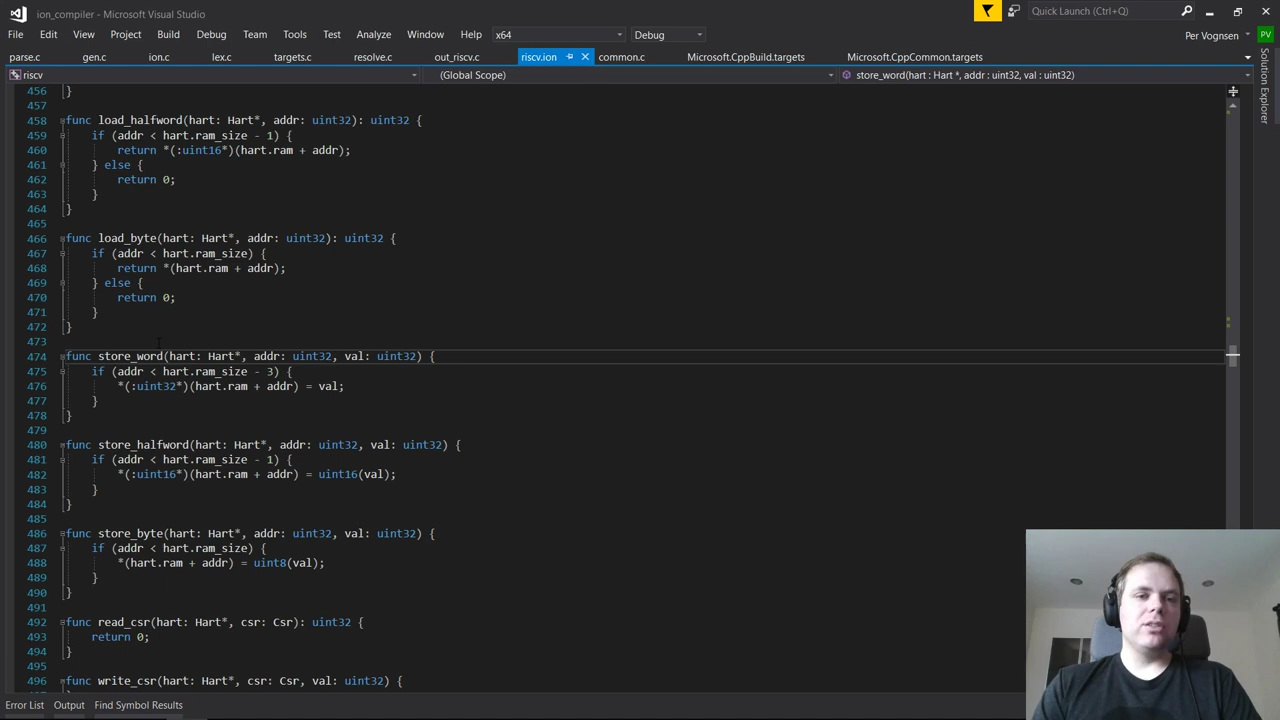 ion_compiler - Microsoft Visual Studio
Quick Launch (Ctrl+Q)
File Edit View Project Build Debug Team Tools Test Analyze Window Help x64 Debug
Per Vognsen PV
parse.c gen.c ion.c lex.c targets.c resolve.c out_riscv.c riscv.ion common.c Microsoft.CppBuild.targets Microsoft.CppCommon.targets
riscv (Global Scope) store_word(hart : Hart *, addr : uint32, val : uint32)
Solution Explorer
456 }
457
458 func load_halfword(hart: Hart*, addr: uint32): uint32 {
459 if (addr < hart.ram_size - 1) {
460 return *(:uint16*)(hart.ram + addr);
461 } else {
462 return 0;
463 }
464 }
465
466 func load_byte(hart: Hart*, addr: uint32): uint32 {
467 if (addr < hart.ram_size) {
468 return *(hart.ram + addr);
469 } else {
470 return 0;
471 }
472 }
473
474 func store_word(hart: Hart*, addr: uint32, val: uint32) {
475 if (addr < hart.ram_size - 3) {
476 *(:uint32*)(hart.ram + addr) = val;
477 }
478 }
479
480 func store_halfword(hart: Hart*, addr: uint32, val: uint32) {
481 if (addr < hart.ram_size - 1) {
482 *(:uint16*)(hart.ram + addr) = uint16(val);
483 }
484 }
485
486 func store_byte(hart: Hart*, addr: uint32, val: uint32) {
487 if (addr < hart.ram_size) {
488 *(hart.ram + addr) = uint8(val);
489 }
490 }
491
492 func read_csr(hart: Hart*, csr: Csr): uint32 {
493 return 0;
494 }
495
496 func write_csr(hart: Hart*, csr: Csr, val: uint32) {
Error List Output Find Symbol Results